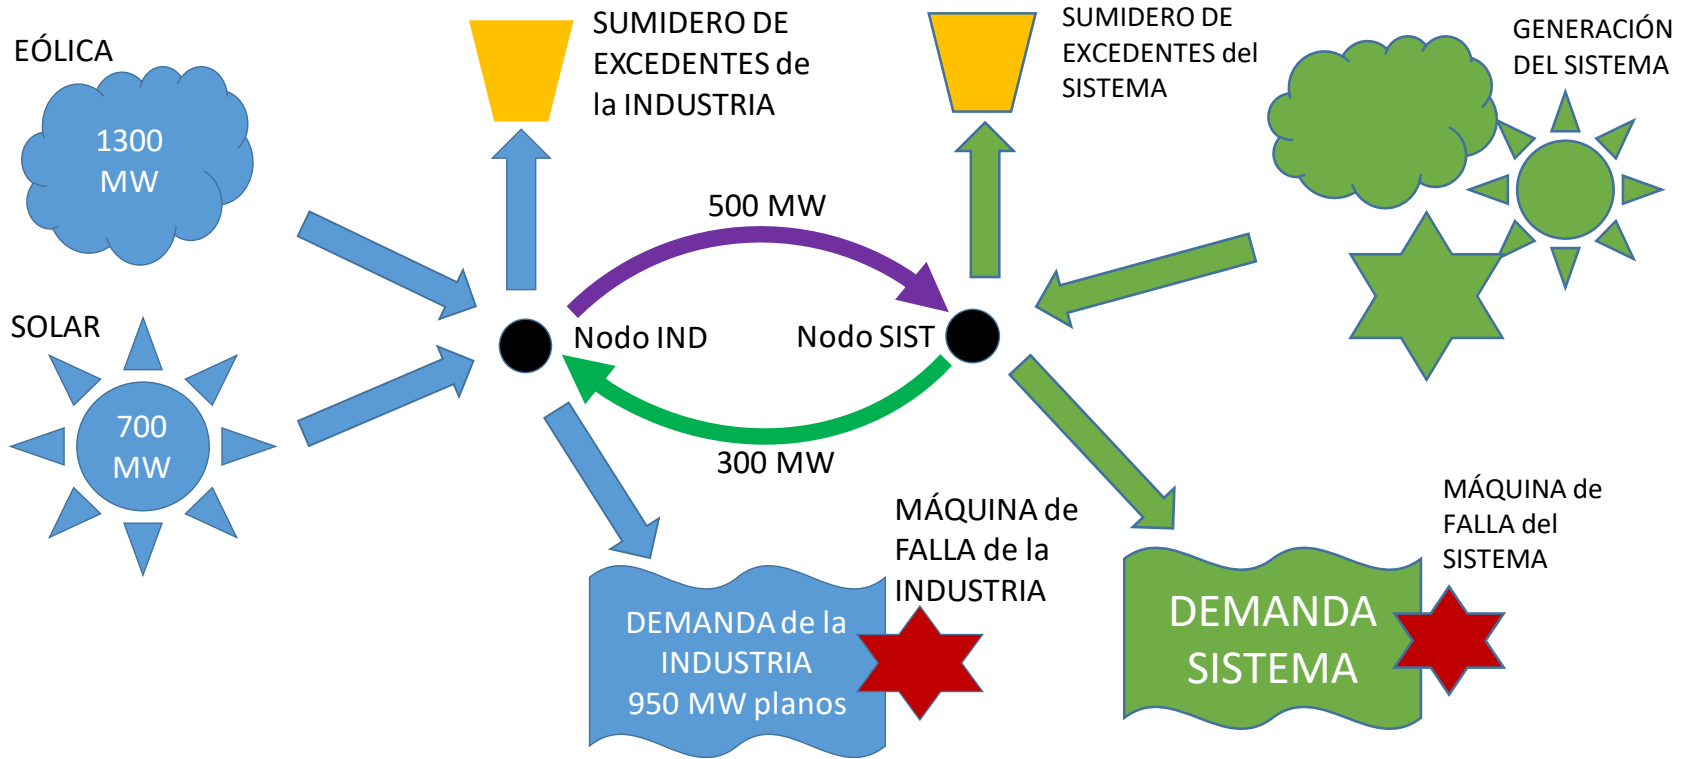 EÓLICA
1300
MW
SOLAR
700
MW
SUMIDERO DE
EXCEDENTES de
la INDUSTRIA
SUMIDERO DE
EXCEDENTES del
SISTEMA
GENERACIÓN
DEL SISTEMA
500 MW
Nodo IND
Nodo SIST
300 MW
MÁQUINA de
FALLA de la
INDUSTRIA
DEMANDA de la
INDUSTRIA
950 MW planos
MÁQUINA de
FALLA del
SISTEMA
DEMANDA
SISTEMA